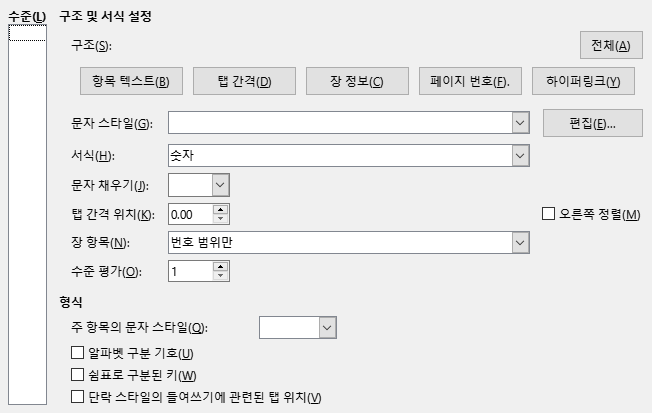 수준(L) 구조 및 서식 설정
구조(S): 전체(A)
항목 텍스트(B) 탭 간격(D) 장 정보(C) 페이지 번호(F). 하이퍼링크(Y)
문자 스타일(G): 편집(E)...
서식(H): 숫자
문자 채우기(J):
탭 간격 위치(K): 0.00 오른쪽 정렬(M)
장 항목(N): 번호 범위만
수준 평가(O): 1
형식
주 항목의 문자 스타일(Q):
알파벳 구분 기호(U)
쉼표로 구분된 키(W)
단락 스타일의 들여쓰기에 관련된 탭 위치(V)